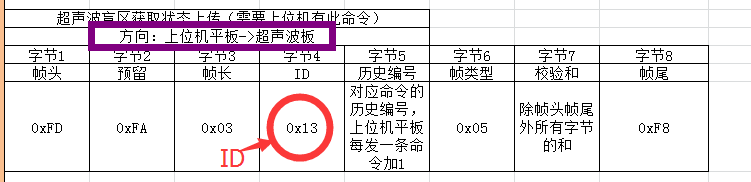 超声波盲区获取状态上传（需要上位机有此命令）
方向：上位机平板->超声波板
字节1 字节2 字节3 字节4 字节5 字节6 字节7 字节8
帧头 预留 帧长 ID 历史编号 帧类型 校验和 帧尾
0xFD 0xFA 0x03 0x13 对应命令的历史编号，上位机平板每发一条命令加1 0x05 除帧头帧尾外所有字节的和 0xF8
ID